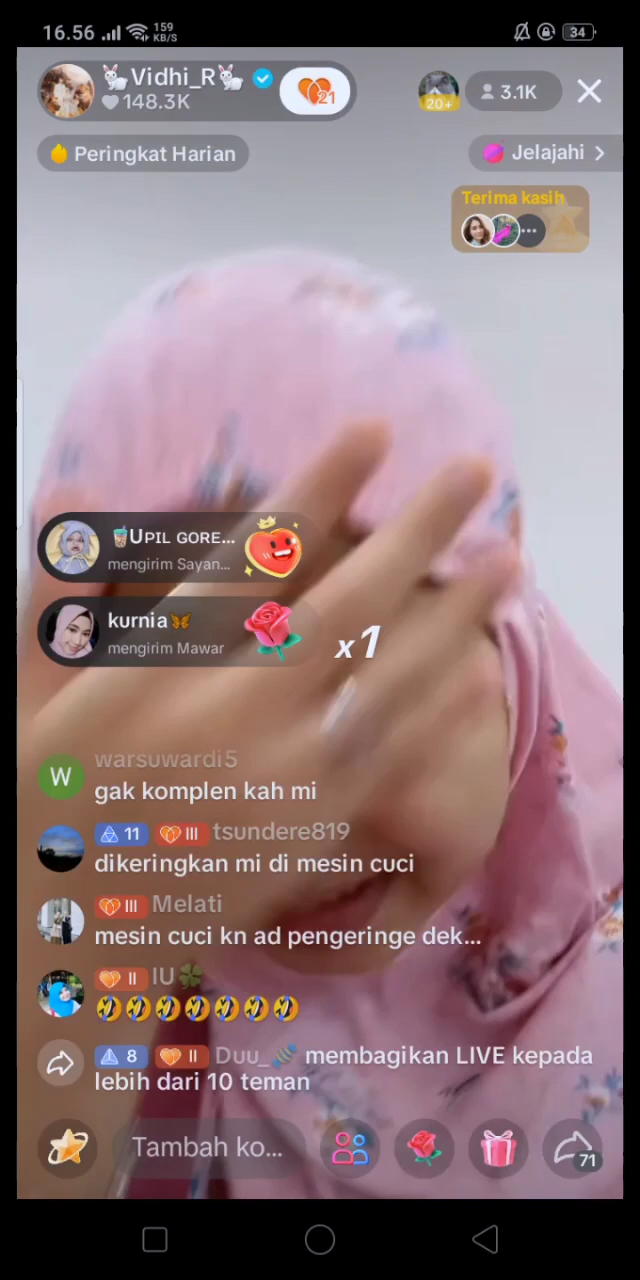 16.56
159
KB/S
34
🐇Vidhi_R🐇
148.3K
21
20+
3.1K
Peringkat Harian
Jelajahi
Terima kasih
🧋Uᴘɪʟ ɢᴏʀᴇ...
mengirim Sayan...
kurnia🦋
mengirim Mawar
x1
warsuwardi5
W
gak komplen kah mi
11 III tsundere819
dikeringkan mi di mesin cuci
III Melati
mesin cuci kn ad pengeringe dek...
II IU🍀
🤣🤣🤣🤣🤣🤣🤣
8 II Duu_🍬 membagikan LIVE kepada
lebih dari 10 teman
Tambah ko...
71